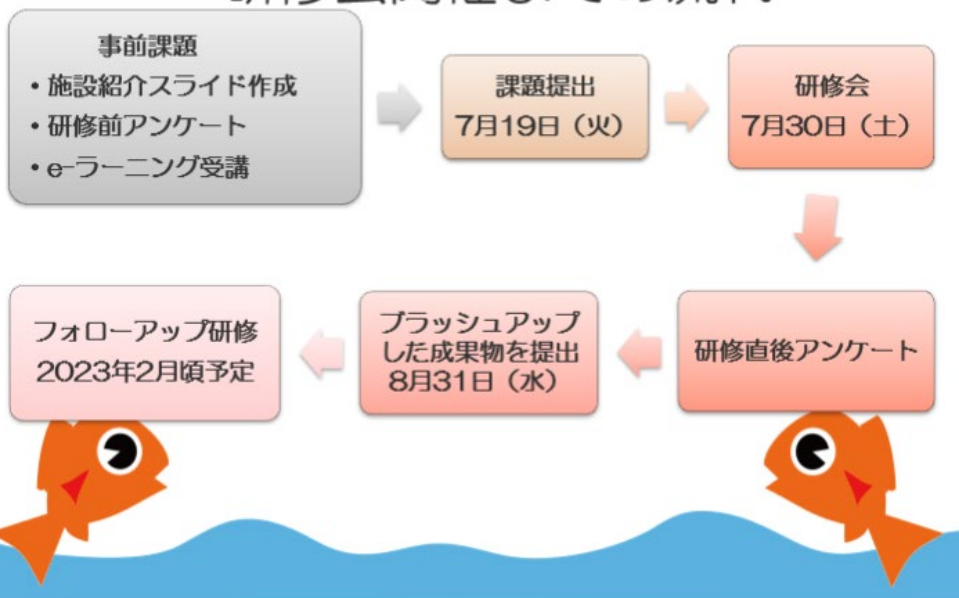 事前課題
・施設紹介スライド作成
・研修前アンケート
・e-ラーニング受講
課題提出
7月19日（火）
研修会
7月30日（土）
研修直後アンケート
ブラッシュアップ
した成果物を提出
8月31日（水）
フォローアップ研修
2023年2月頃予定